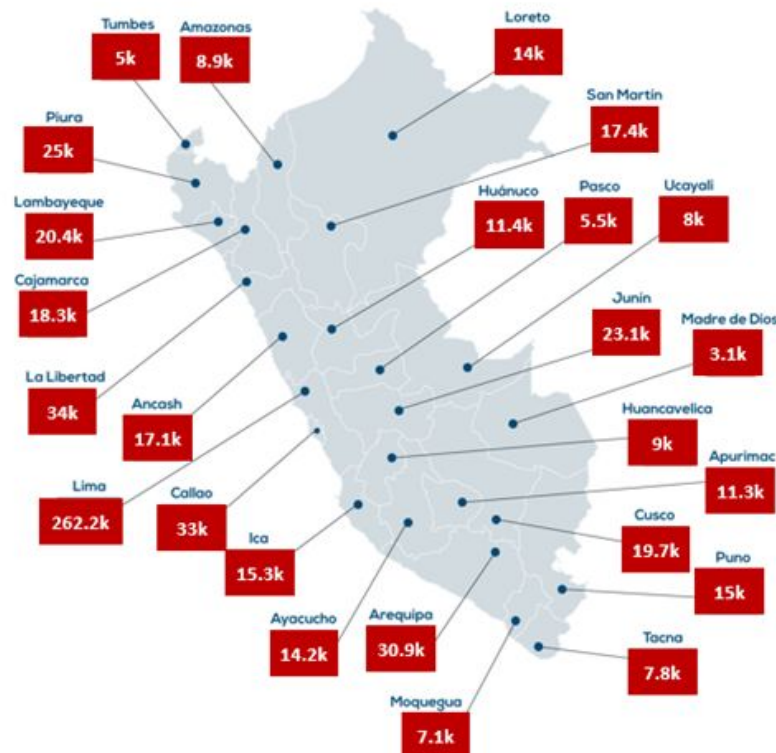 Tumbes
5k
Amazonas
8.9k
Loreto
14k
San Martín
17.4k
Piura
25k
Lambayeque
20.4k
Huánuco
11.4k
Pasco
5.5k
Ucayali
8k
Cajamarca
18.3k
Junín
23.1k
Madre de Dios
3.1k
La Libertad
34k
Ancash
17.1k
Huancavelica
9k
Apurimac
11.3k
Lima
262.2k
Callao
33k
Ica
15.3k
Cusco
19.7k
Puno
15k
Ayacucho
14.2k
Arequipa
30.9k
Tacna
7.8k
Moquegua
7.1k